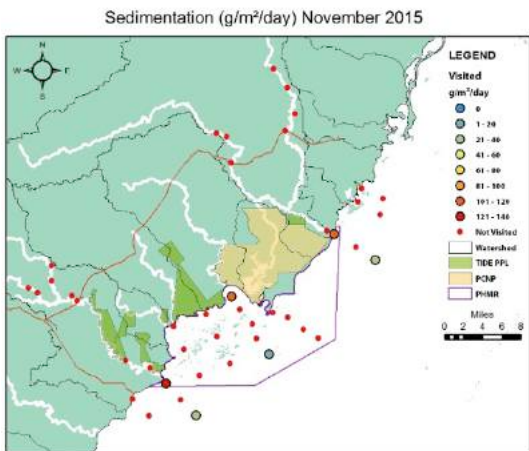 Sedimentation (g/m²/day) November 2015
N
W
S
LEGEND
Visited
g/m²/day
0
1 - 20
21 - 40
41 - 60
61 - 80
81 - 100
101 - 120
121 - 140
Not Visited
Watershed
TIDE PPL
PCNP
PHMR
Miles
0 2 4 6 8